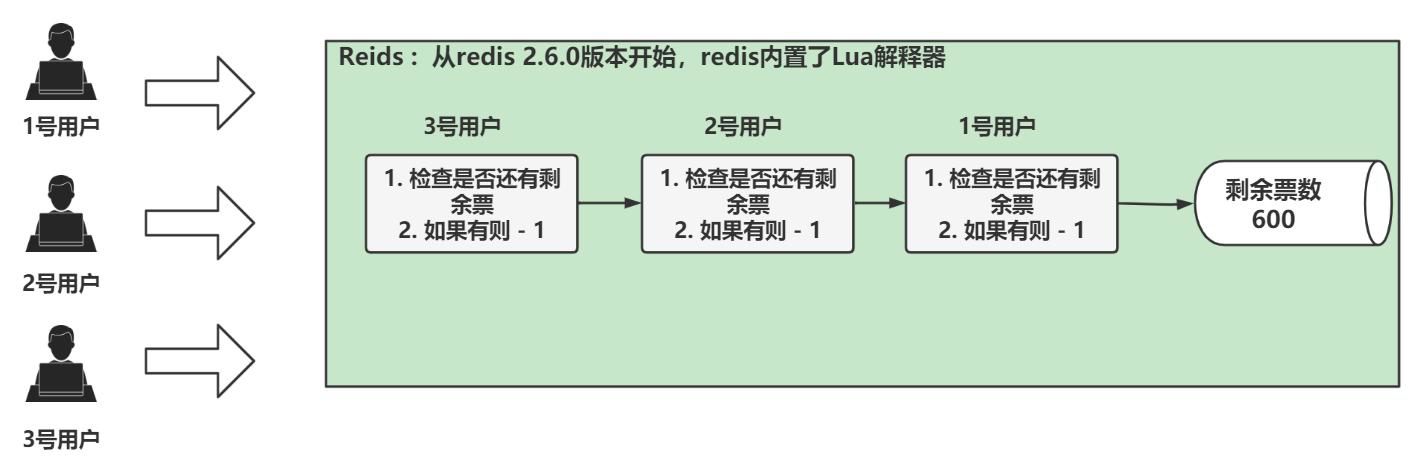 1号用户
2号用户
3号用户
Reids： 从redis 2.6.0版本开始，redis内置了Lua解释器
3号用户
1. 检查是否还有剩
余票
2. 如果有则 - 1
2号用户
1. 检查是否还有剩
余票
2. 如果有则 - 1
1号用户
1. 检查是否还有剩
余票
2. 如果有则 - 1
剩余票数
600